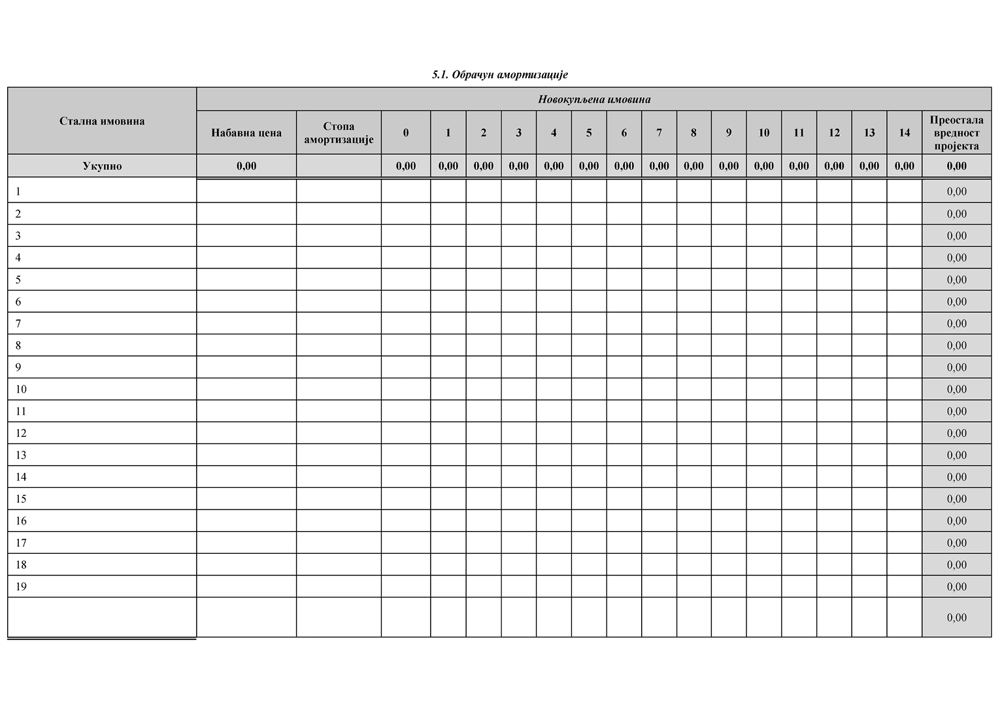 5.1. Обрачун амортизације
Стална имовина
Новокупљена имовина
Набавна цена
Стопа
амортизације
0 1 2 3 4 5 6 7 8 9 10 11 12 13 14
Преостала
вредност
пројекта
Укупно 0,00 0,00 0,00 0,00 0,00 0,00 0,00 0,00 0,00 0,00 0,00 0,00 0,00 0,00 0,00 0,00 0,00
1 0,00
2 0,00
3 0,00
4 0,00
5 0,00
6 0,00
7 0,00
8 0,00
9 0,00
10 0,00
11 0,00
12 0,00
13 0,00
14 0,00
15 0,00
16 0,00
17 0,00
18 0,00
19 0,00
0,00